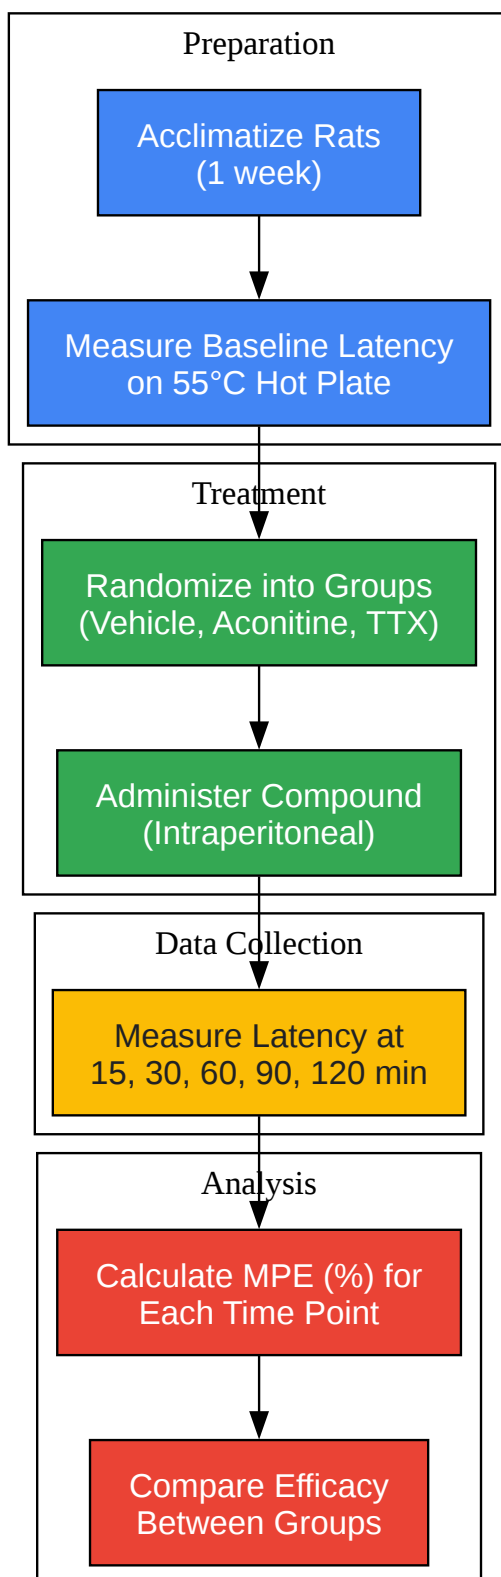 Preparation
Acclimatize Rats
(1 week)
Measure Baseline Latency
on 55°C Hot Plate
Treatment
Randomize into Groups
(Vehicle, Aconitine, TTX)
Administer Compound
(Intraperitoneal)
Data Collection
Measure Latency at
15, 30, 60, 90, 120 min
Analysis
Calculate MPE (%) for
Each Time Point
Compare Efficacy
Between Groups